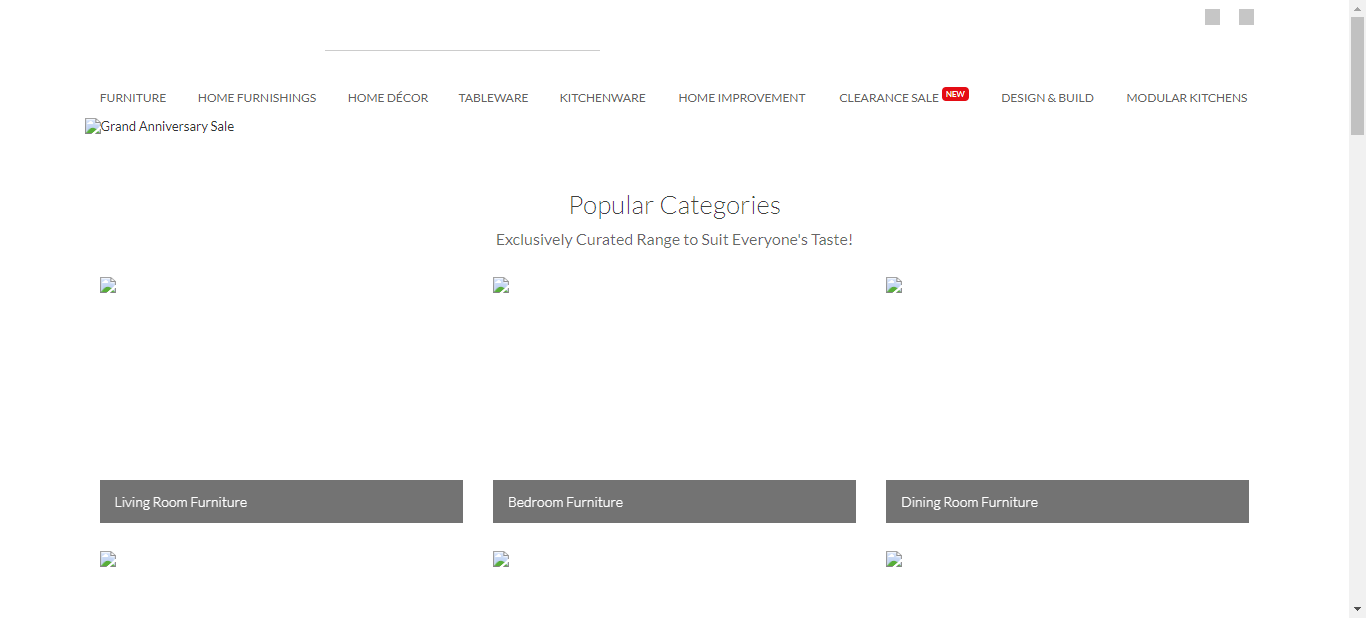 FURNITURE HOME FURNISHINGS HOME DÉCOR TABLEWARE KITCHENWARE HOME IMPROVEMENT CLEARANCE SALE NEW DESIGN & BUILD MODULAR KITCHENS
Grand Anniversary Sale
Popular Categories
Exclusively Curated Range to Suit Everyone's Taste!
Living Room Furniture Bedroom Furniture Dining Room Furniture